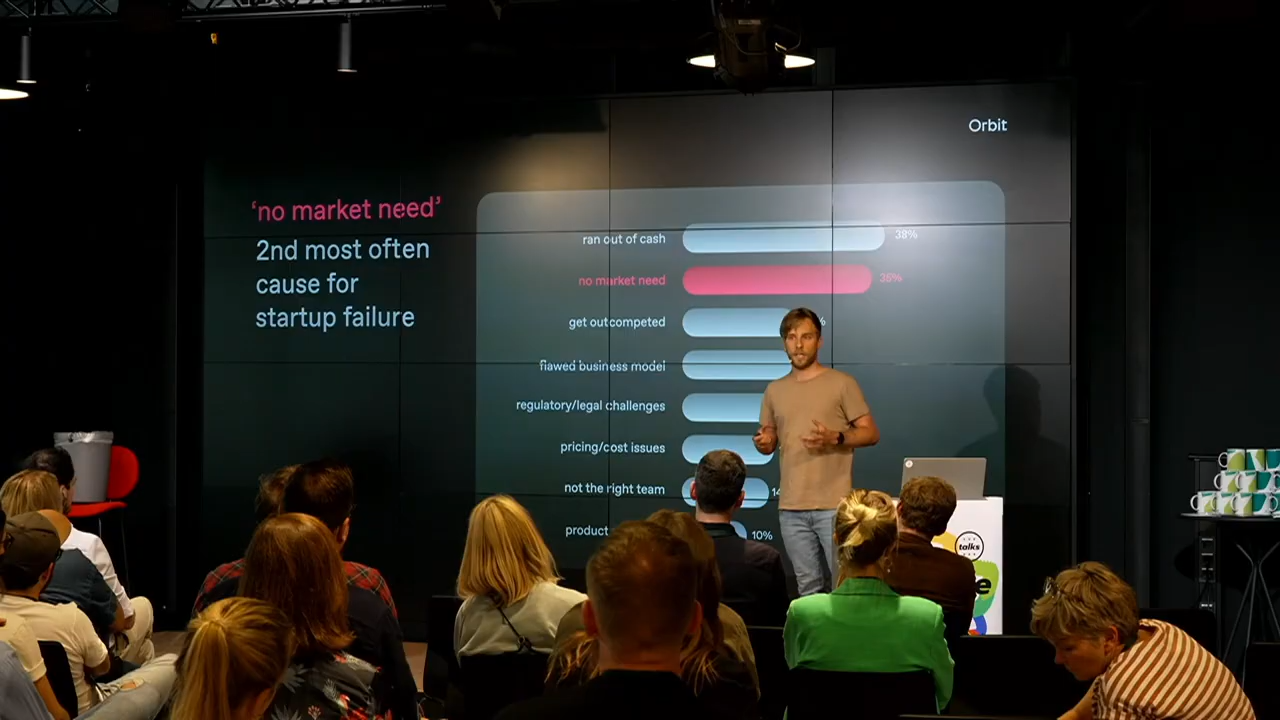 Orbit
'no market need'
2nd most often
cause for
startup failure
ran out of cash 38%
no market need 35%
get outcompeted %
flawed business model
regulatory/legal challenges
pricing/cost issues
not the right team 14
product 10%
talks